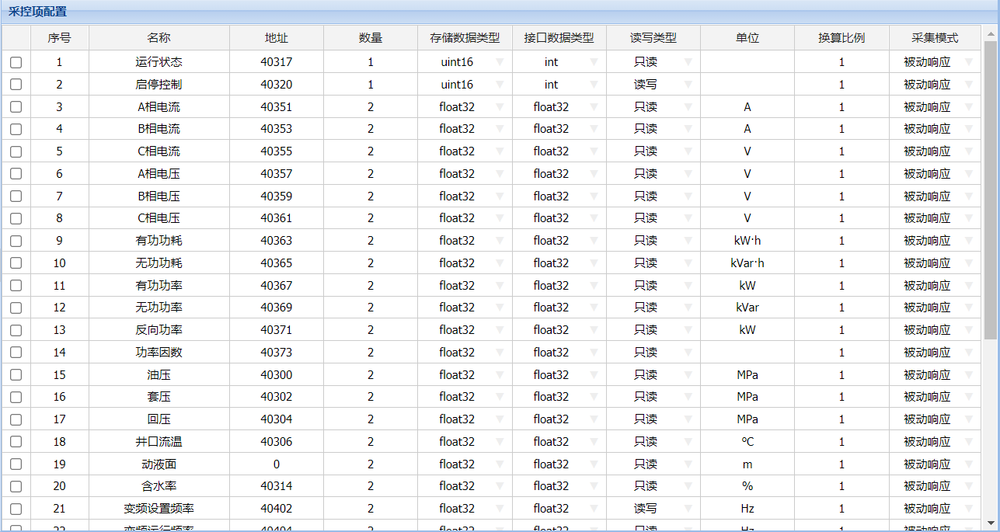 采控项配置
序号 名称 地址 数量 存储数据类型 接口数据类型 读写类型 单位 换算比例 采集模式
1 运行状态 40317 1 uint16 int 只读 1 被动响应
2 启停控制 40320 1 uint16 int 读写 1 被动响应
3 A相电流 40351 2 float32 float32 只读 A 1 被动响应
4 B相电流 40353 2 float32 float32 只读 A 1 被动响应
5 C相电流 40355 2 float32 float32 只读 V 1 被动响应
6 A相电压 40357 2 float32 float32 只读 V 1 被动响应
7 B相电压 40359 2 float32 float32 只读 V 1 被动响应
8 C相电压 40361 2 float32 float32 只读 V 1 被动响应
9 有功功耗 40363 2 float32 float32 只读 kW·h 1 被动响应
10 无功功耗 40365 2 float32 float32 只读 kVar·h 1 被动响应
11 有功功率 40367 2 float32 float32 只读 kW 1 被动响应
12 无功功率 40369 2 float32 float32 只读 kVar 1 被动响应
13 反向功率 40371 2 float32 float32 只读 kW 1 被动响应
14 功率因数 40373 2 float32 float32 只读 1 被动响应
15 油压 40300 2 float32 float32 只读 MPa 1 被动响应
16 套压 40302 2 float32 float32 只读 MPa 1 被动响应
17 回压 40304 2 float32 float32 只读 MPa 1 被动响应
18 井口流温 40306 2 float32 float32 只读 ℃ 1 被动响应
19 动液面 0 2 float32 float32 只读 m 1 被动响应
20 含水率 40314 2 float32 float32 只读 % 1 被动响应
21 变频设置频率 40402 2 float32 float32 读写 Hz 1 被动响应
22 变频运行频率 40404 2 float32 float32 只读 Hz 1 被动响应